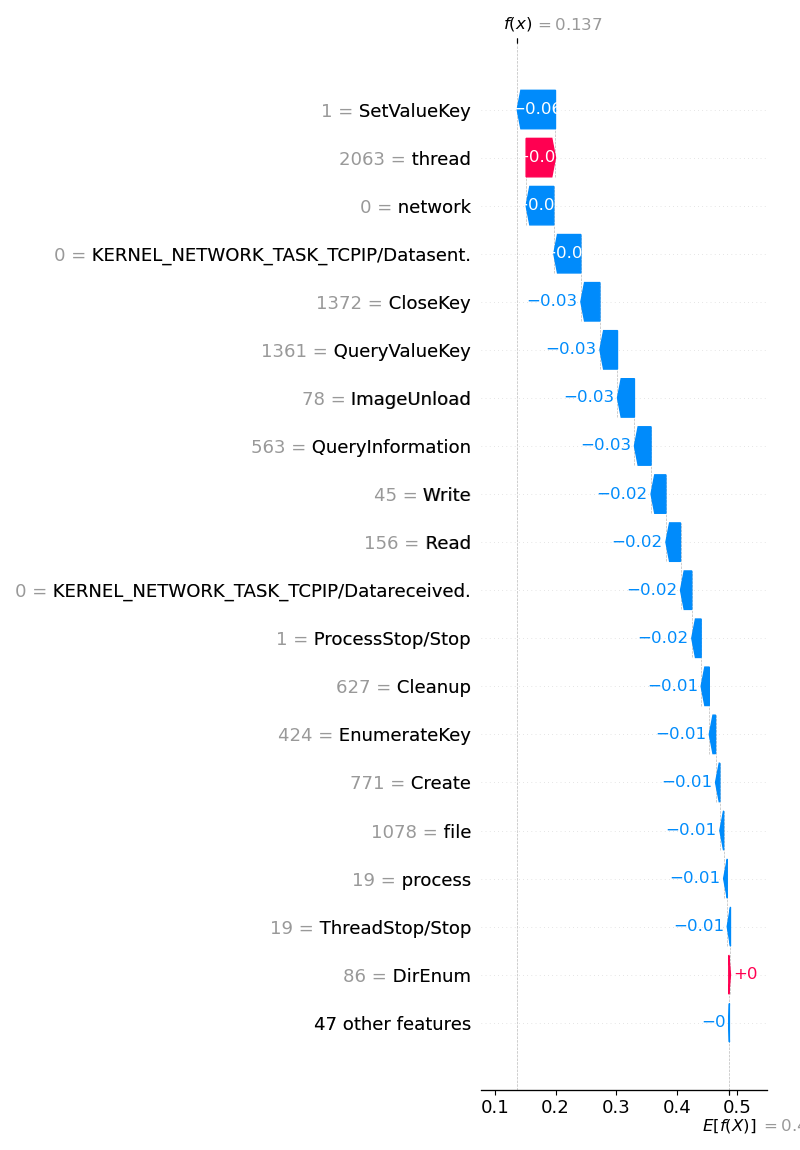 f(x) = 0.137
1 = SetValueKey −0.06
2063 = thread +0.0
0 = network −0.0
0 = KERNEL_NETWORK_TASK_TCPIP/Datasent. −0.0
1372 = CloseKey −0.03
1361 = QueryValueKey −0.03
78 = ImageUnload −0.03
563 = QueryInformation −0.03
45 = Write −0.02
156 = Read −0.02
0 = KERNEL_NETWORK_TASK_TCPIP/Datareceived. −0.02
1 = ProcessStop/Stop −0.02
627 = Cleanup −0.01
424 = EnumerateKey −0.01
771 = Create −0.01
1078 = file −0.01
19 = process −0.01
19 = ThreadStop/Stop −0.01
86 = DirEnum +0
47 other features −0
0.1 0.2 0.3 0.4 0.5
E[f(X)] = 0.4